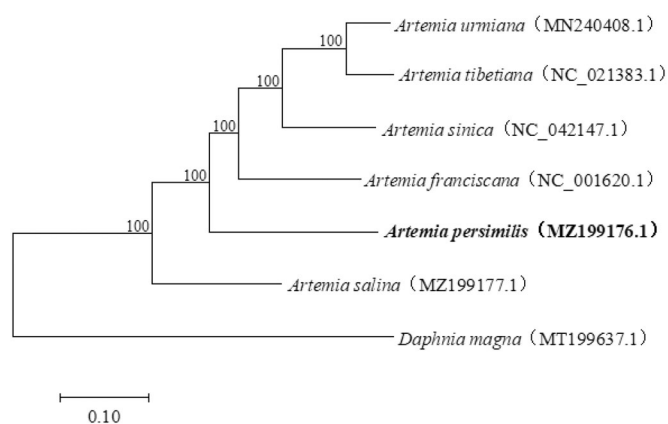 100
Artemia urmiana（MN240408.1）
100
Artemia tibetiana（NC_021383.1）
100
Artemia sinica（NC_042147.1）
100
Artemia franciscana（NC_001620.1）
100
Artemia persimilis（MZ199176.1）
Artemia salina（MZ199177.1）
Daphnia magna（MT199637.1）
0.10